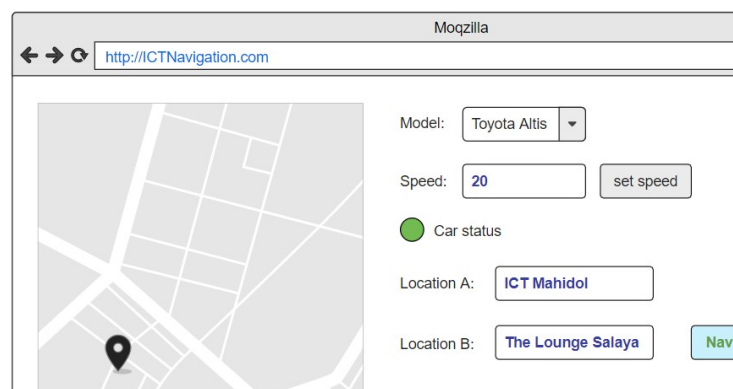 Moqzilla
http://ICTNavigation.com
Model: Toyota Altis
Speed: 20 set speed
Car status
Location A: ICT Mahidol
Location B: The Lounge Salaya Nav